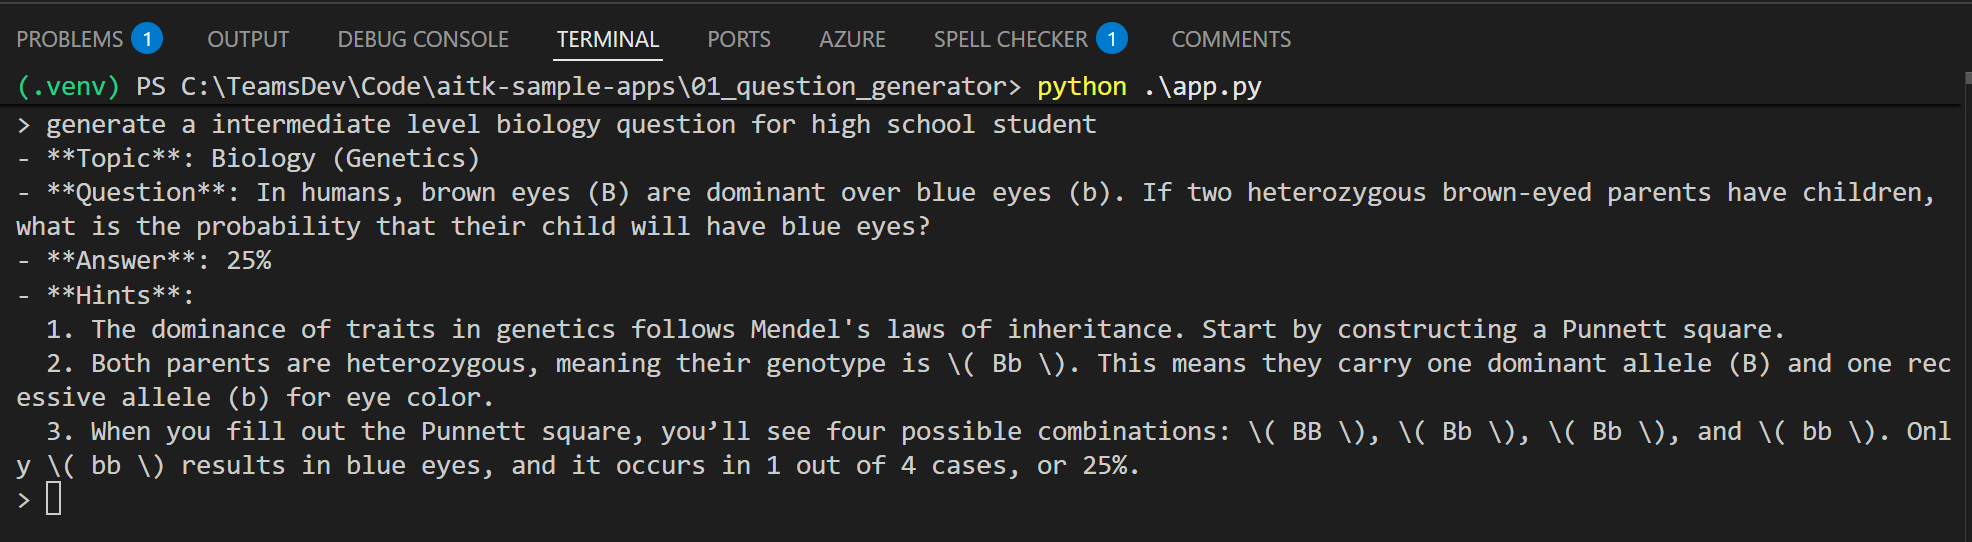 PROBLEMS 1 OUTPUT DEBUG CONSOLE TERMINAL PORTS AZURE SPELL CHECKER 1 COMMENTS
(.venv) PS C:\TeamsDev\Code\aitk-sample-apps\01_question_generator> python .\app.py
> generate a intermediate level biology question for high school student
- **Topic**: Biology (Genetics)
- **Question**: In humans, brown eyes (B) are dominant over blue eyes (b). If two heterozygous brown-eyed parents have children,
what is the probability that their child will have blue eyes?
- **Answer**: 25%
- **Hints**:
  1. The dominance of traits in genetics follows Mendel's laws of inheritance. Start by constructing a Punnett square.
  2. Both parents are heterozygous, meaning their genotype is \( Bb \). This means they carry one dominant allele (B) and one rec
essive allele (b) for eye color.
  3. When you fill out the Punnett square, you’ll see four possible combinations: \( BB \), \( Bb \), \( Bb \), and \( bb \). Onl
y \( bb \) results in blue eyes, and it occurs in 1 out of 4 cases, or 25%.
>